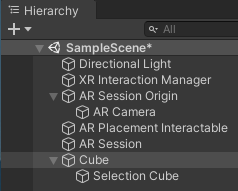 Hierarchy
All
SampleScene*
Directional Light
XR Interaction Manager
AR Session Origin
AR Camera
AR Placement Interactable
AR Session
Cube
Selection Cube